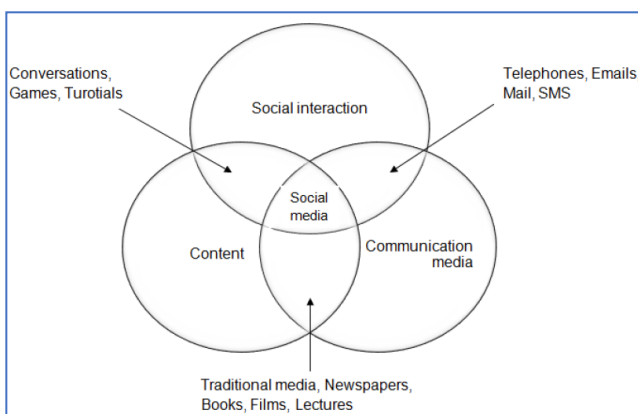 Conversations,
Games, Turotials
Telephones, Emails
Mail, SMS
Social interaction
Social
media
Content
Communication
media
Traditional media, Newspapers,
Books, Films, Lectures